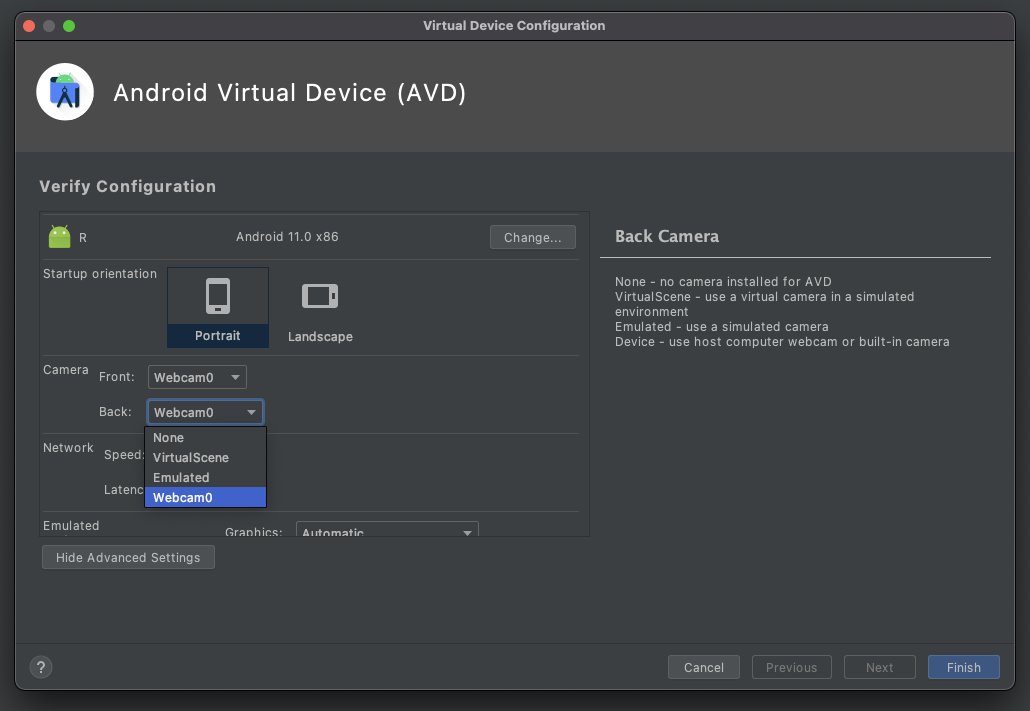 Virtual Device Configuration
Android Virtual Device (AVD)
Verify Configuration
R
Android 11.0 x86
Change...
Startup orientation
Portrait
Landscape
Camera
Front:
Webcam0
Back:
Webcam0
None
VirtualScene
Emulated
Webcam0
Network
Speed:
Latenc
Emulated
Graphics:
Automatic
Hide Advanced Settings
Back Camera
None - no camera installed for AVD
VirtualScene - use a virtual camera in a simulated
environment
Emulated - use a simulated camera
Device - use host computer webcam or built-in camera
?
Cancel
Previous
Next
Finish